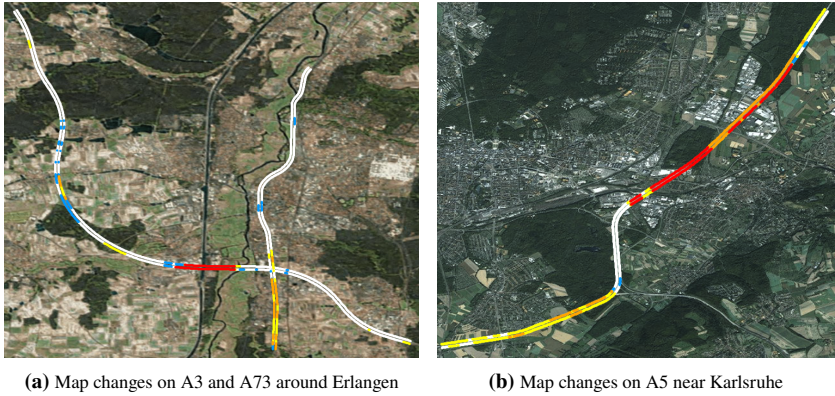 (a) Map changes on A3 and A73 around Erlangen
(b) Map changes on A5 near Karlsruhe